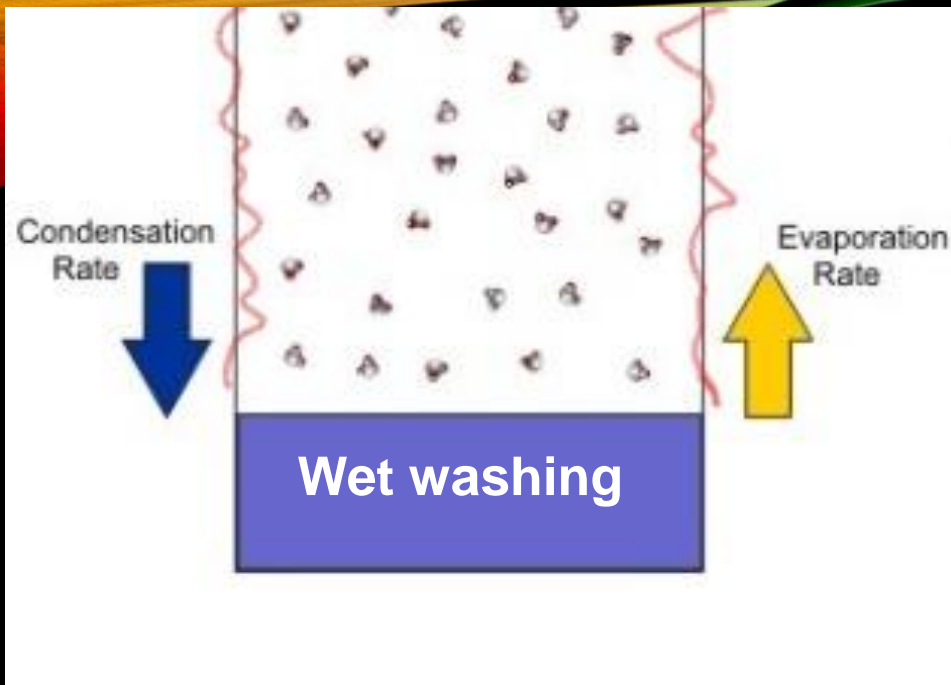 Condensation
Rate
Evaporation
Rate
Wet washing